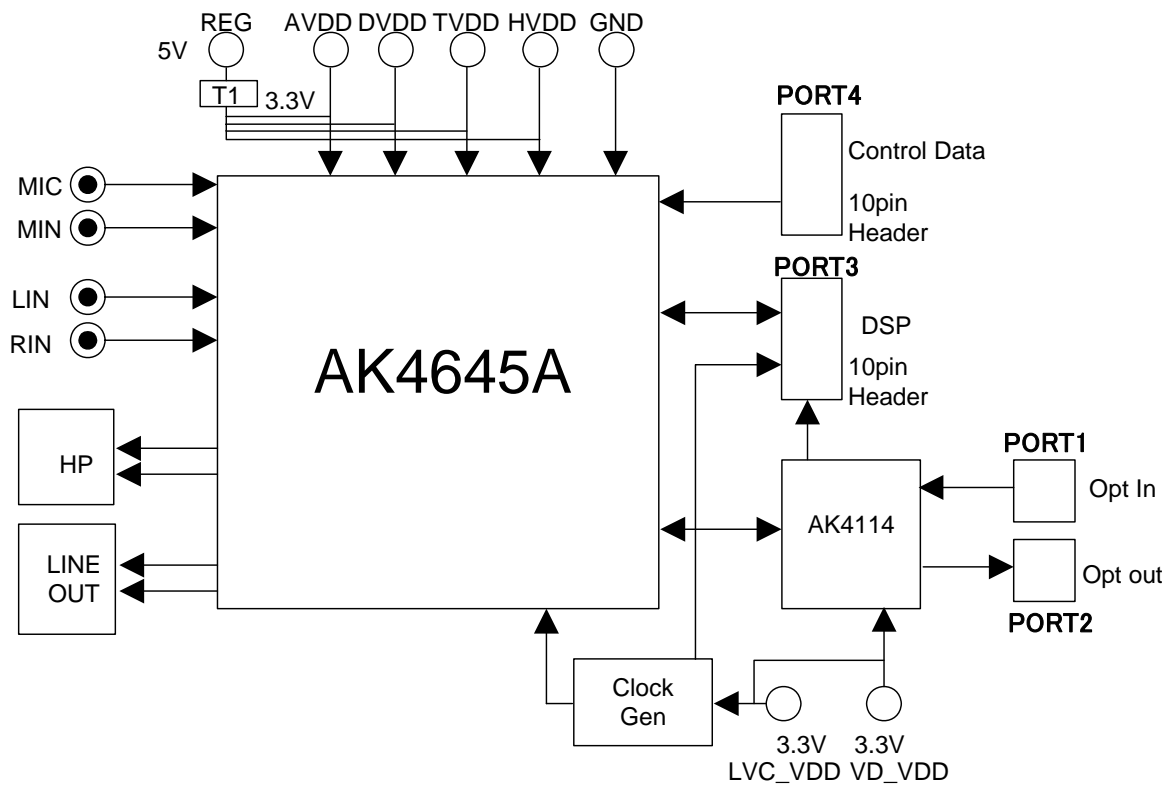 REG AVDD DVDD TVDD HVDD GND
5V
T1 3.3V
PORT4
Control Data
10pin
Header
MIC
MIN
LIN
RIN
PORT3
DSP
10pin
Header
AK4645A
HP
LINE
OUT
PORT1
Opt In
AK4114
Opt out
PORT2
Clock
Gen
3.3V 3.3V
LVC_VDD VD_VDD